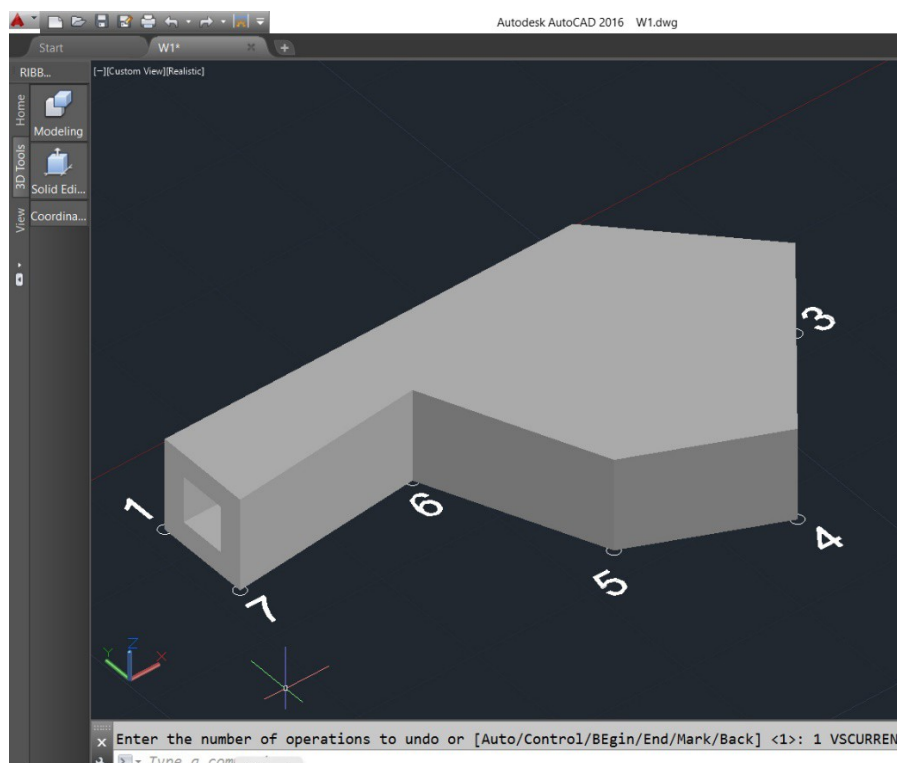 Autodesk AutoCAD 2016 W1.dwg
Start W1*
RIBB...
[−][Custom View][Realistic]
Home
Modeling
3D Tools
Solid Edi...
View
Coordina...
3
1
6
4
5
7
Z
Y X
Enter the number of operations to undo or [Auto/Control/BEgin/End/Mark/Back] <1>: 1 VSCURREN
Type a com